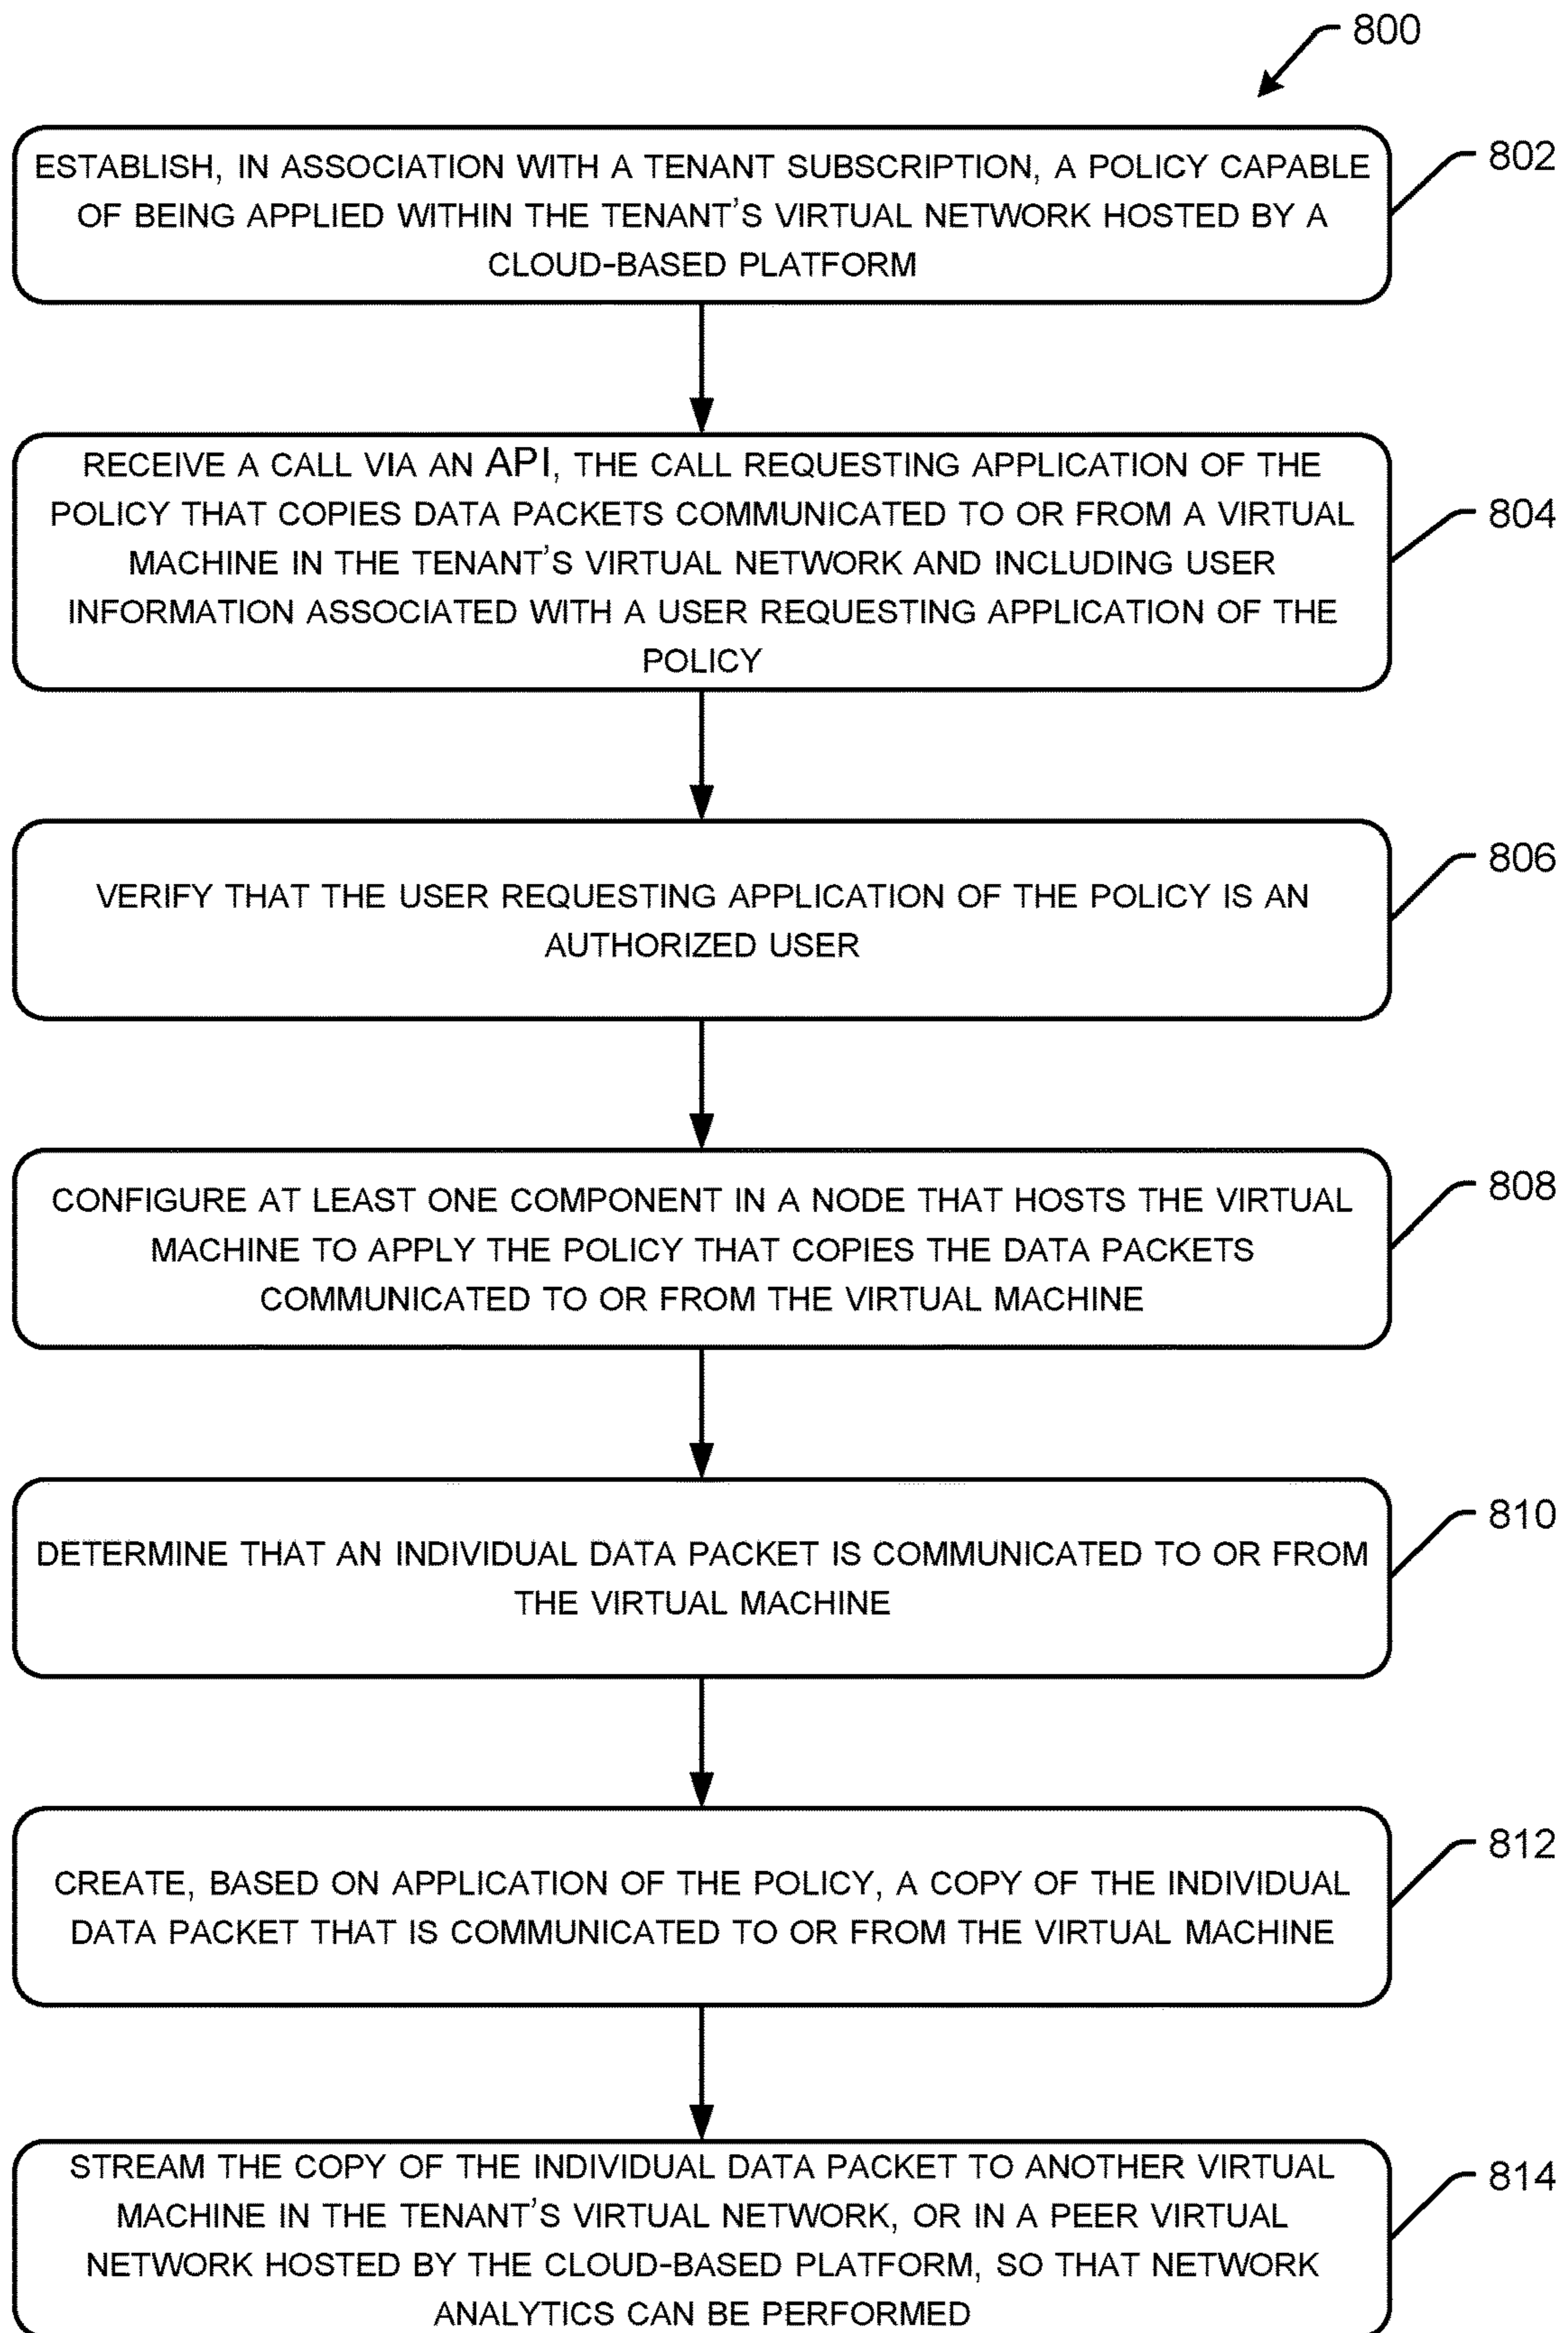 800
ESTABLISH, IN ASSOCIATION WITH A TENANT SUBSCRIPTION, A POLICY CAPABLE
OF BEING APPLIED WITHIN THE TENANT'S VIRTUAL NETWORK HOSTED BY A
CLOUD-BASED PLATFORM
802
RECEIVE A CALL VIA AN API, THE CALL REQUESTING APPLICATION OF THE
POLICY THAT COPIES DATA PACKETS COMMUNICATED TO OR FROM A VIRTUAL
MACHINE IN THE TENANT'S VIRTUAL NETWORK AND INCLUDING USER
INFORMATION ASSOCIATED WITH A USER REQUESTING APPLICATION OF THE
POLICY
804
VERIFY THAT THE USER REQUESTING APPLICATION OF THE POLICY IS AN
AUTHORIZED USER
806
CONFIGURE AT LEAST ONE COMPONENT IN A NODE THAT HOSTS THE VIRTUAL
MACHINE TO APPLY THE POLICY THAT COPIES THE DATA PACKETS
COMMUNICATED TO OR FROM THE VIRTUAL MACHINE
808
DETERMINE THAT AN INDIVIDUAL DATA PACKET IS COMMUNICATED TO OR FROM
THE VIRTUAL MACHINE
810
CREATE, BASED ON APPLICATION OF THE POLICY, A COPY OF THE INDIVIDUAL
DATA PACKET THAT IS COMMUNICATED TO OR FROM THE VIRTUAL MACHINE
812
STREAM THE COPY OF THE INDIVIDUAL DATA PACKET TO ANOTHER VIRTUAL
MACHINE IN THE TENANT'S VIRTUAL NETWORK, OR IN A PEER VIRTUAL
NETWORK HOSTED BY THE CLOUD-BASED PLATFORM, SO THAT NETWORK
ANALYTICS CAN BE PERFORMED
814